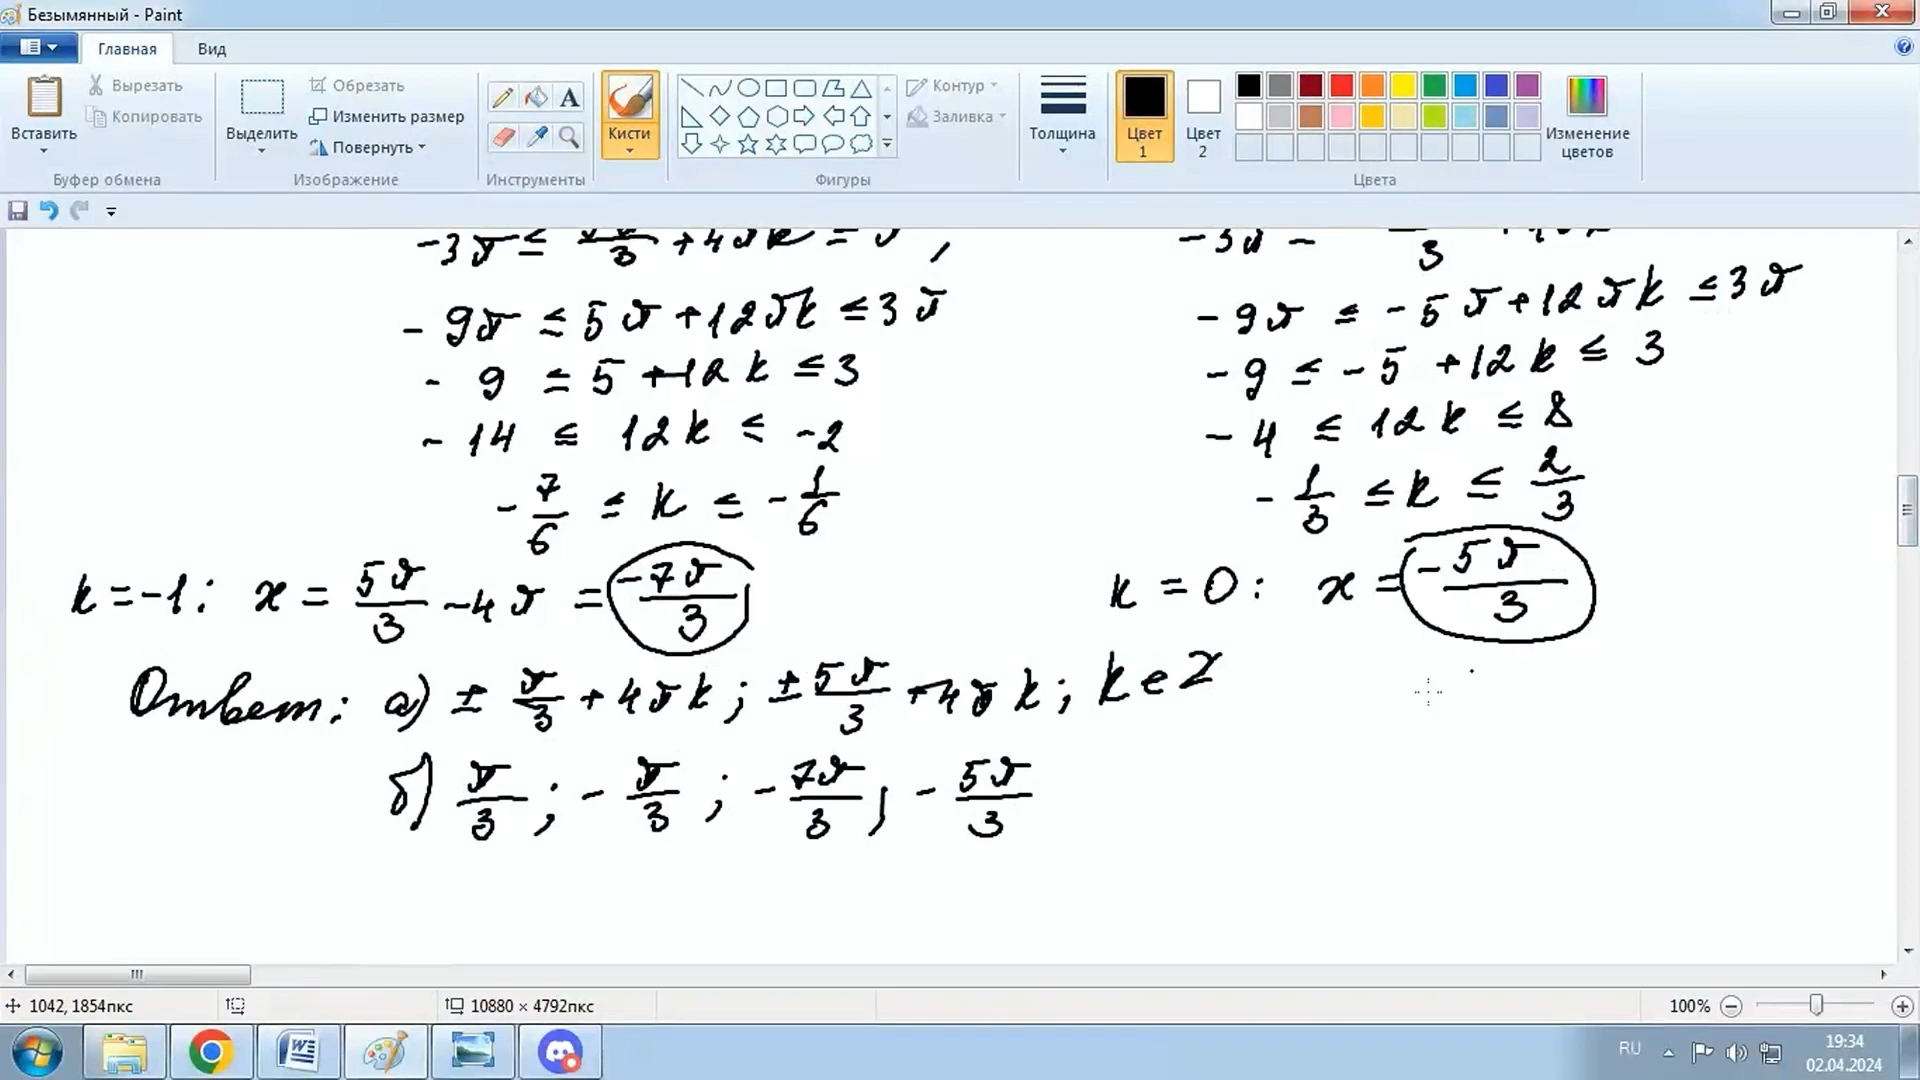 Безымянный - Paint
Главная Вид
Вставить
Вырезать
Копировать
Буфер обмена
Выделить
Обрезать
Изменить размер
Повернуть
Изображение
Инструменты
Кисти
Контур
Заливка
Фигуры
Толщина
Цвет 1
Цвет 2
Изменение цветов
Цвета
-9π ≤ 5π + 12πk ≤ 3π
-9 ≤ 5 + 12k ≤ 3
-14 ≤ 12k ≤ -2
-7/6 ≤ k ≤ -1/6
k = -1: x = 5π/3 - 4π = -7π/3
-9π ≤ -5π + 12πk ≤ 3π
-9 ≤ -5 + 12k ≤ 3
-4 ≤ 12k ≤ 8
-1/3 ≤ k ≤ 2/3
k = 0: x = -5π/3
Ответ: а) ± π/3 + 4πk; ± 5π/3 + 4πk; k ∈ Z
б) π/3; - π/3; - 7π/3; - 5π/3
1042, 1854пкс
10880 × 4792пкс
100%
RU
19:34
02.04.2024